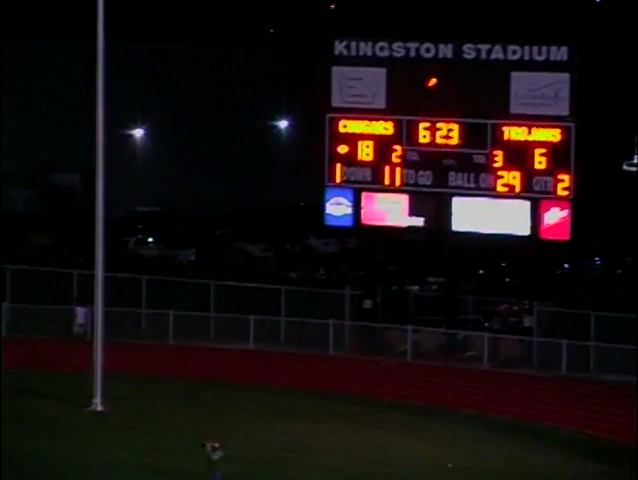 KINGSTON STADIUM
COUGARS 6:23 TROJANS
18 2 3 6
1 DOWN 11 TO GO BALL ON 29 QTR 2